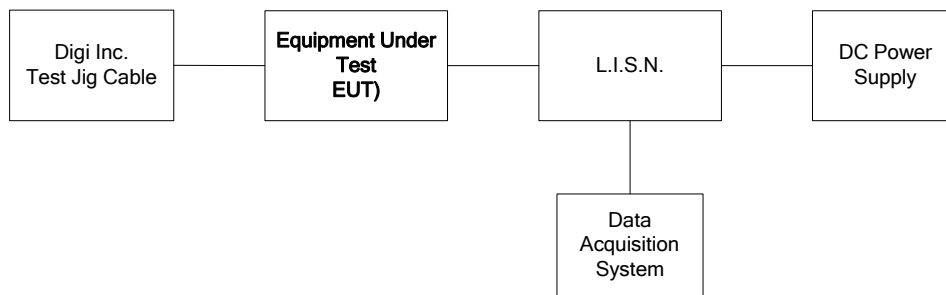 Digi Inc.
Test Jig Cable
Equipment Under
Test
EUT)
L.I.S.N.
DC Power
Supply
Data
Acquisition
System